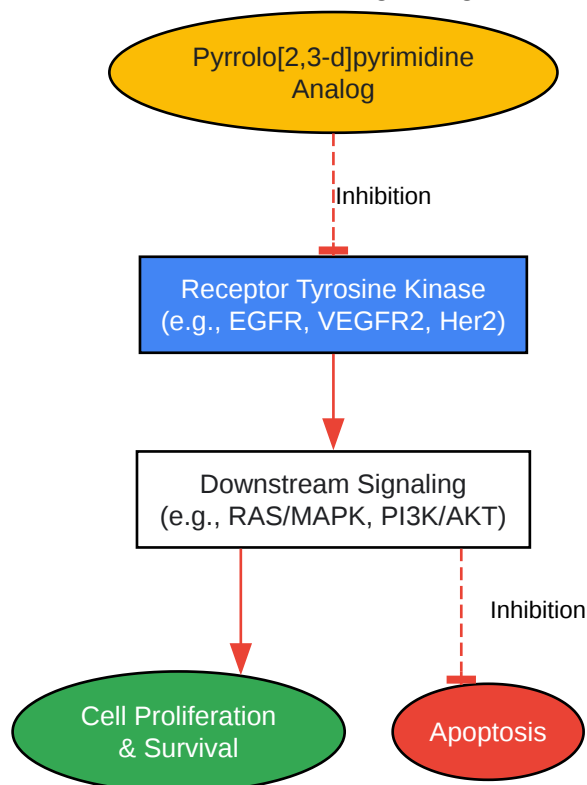 Pyrrolo[2,3-d]pyrimidine
Analog
Inhibition
Receptor Tyrosine Kinase
(e.g., EGFR, VEGFR2, Her2)
Downstream Signaling
(e.g., RAS/MAPK, PI3K/AKT)
Inhibition
Cell Proliferation
& Survival
Apoptosis